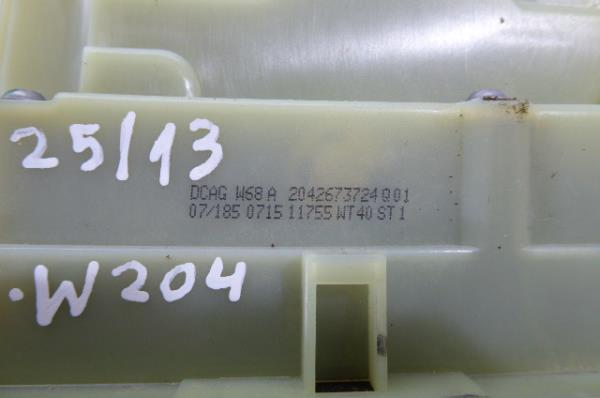 25/13
DCAG W68 A 2042673724 Q01
07/185 0715 11755 WT40 ST1
.W204